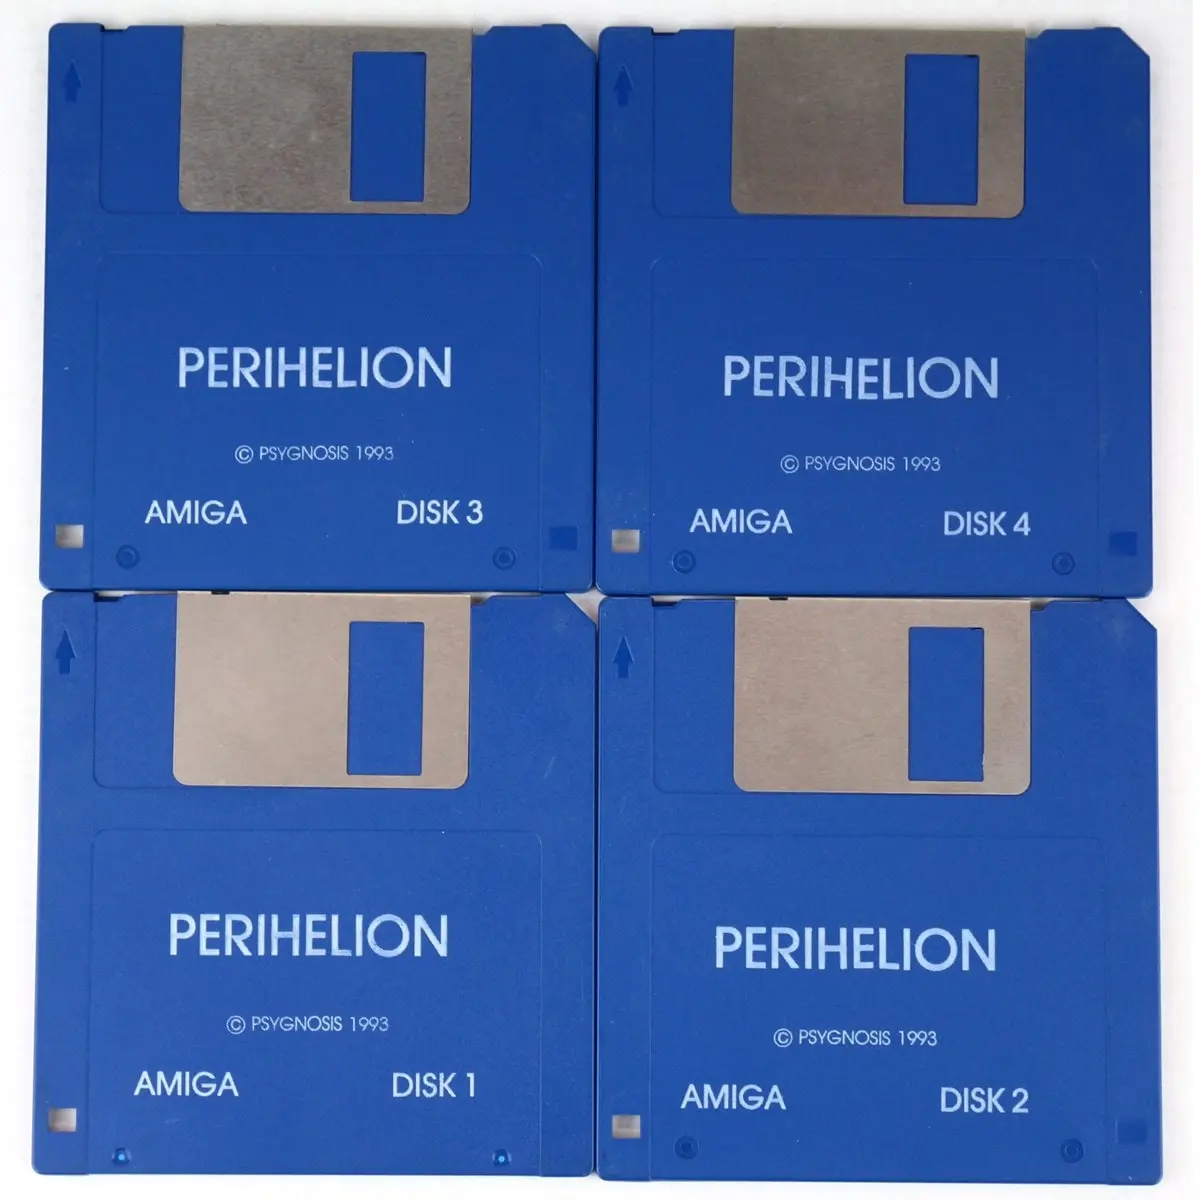 PERIHELION
© PSYGNOSIS 1993
AMIGA DISK 3
PERIHELION
© PSYGNOSIS 1993
AMIGA DISK 4
PERIHELION
© PSYGNOSIS 1993
AMIGA DISK 1
PERIHELION
© PSYGNOSIS 1993
AMIGA DISK 2